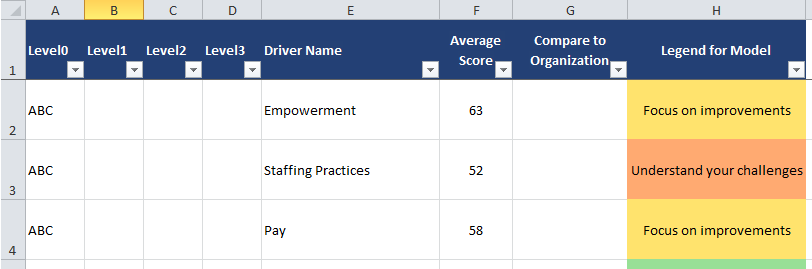 A B C D E F G H
1 Level0 Level1 Level2 Level3 Driver Name Average Score Compare to Organization Legend for Model
2 ABC Empowerment 63 Focus on improvements
3 ABC Staffing Practices 52 Understand your challenges
4 ABC Pay 58 Focus on improvements